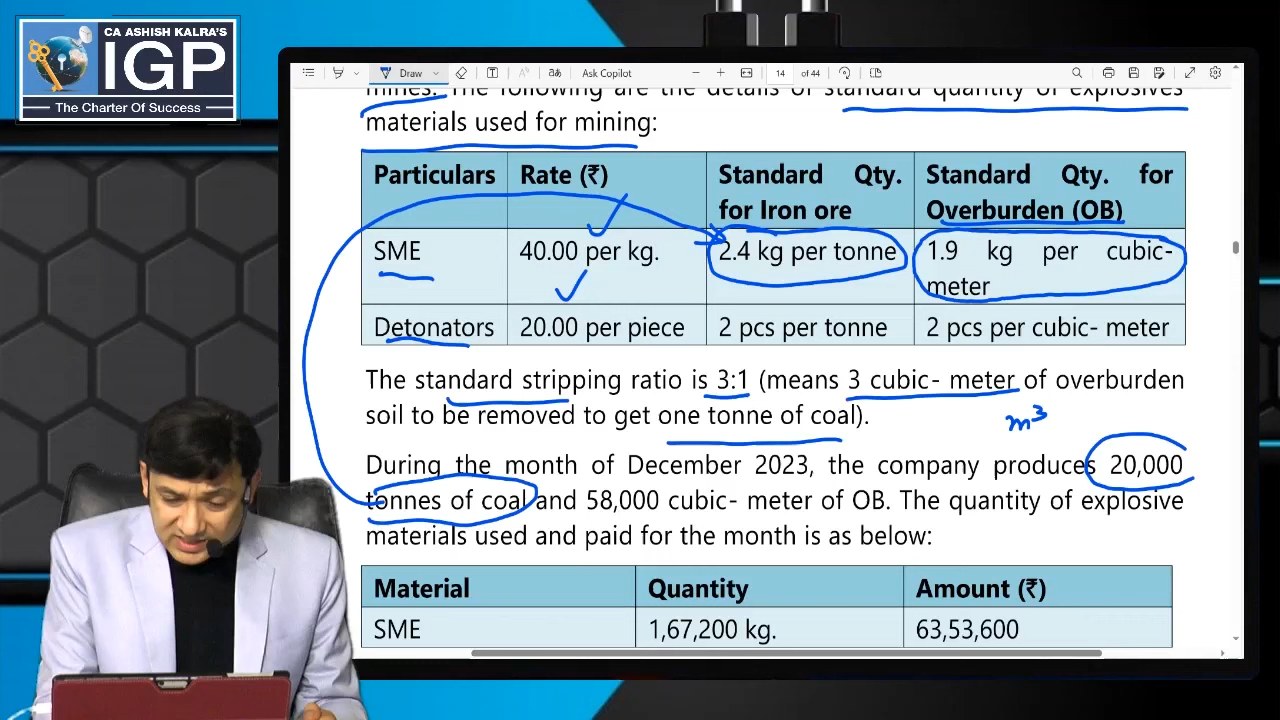 CA ASHISH KALRA'S
IGP
The Charter Of Success
Draw
Ask Copilot
14 of 44
mines. The following are the details of standard quantity of explosives
materials used for mining:
Particulars Rate (₹) Standard Qty. for Iron ore Standard Qty. for Overburden (OB)
SME 40.00 per kg. 2.4 kg per tonne 1.9 kg per cubic-meter
Detonators 20.00 per piece 2 pcs per tonne 2 pcs per cubic- meter
The standard stripping ratio is 3:1 (means 3 cubic- meter of overburden
soil to be removed to get one tonne of coal).
m³
During the month of December 2023, the company produces 20,000
tonnes of coal and 58,000 cubic- meter of OB. The quantity of explosive
materials used and paid for the month is as below:
Material Quantity Amount (₹)
SME 1,67,200 kg. 63,53,600